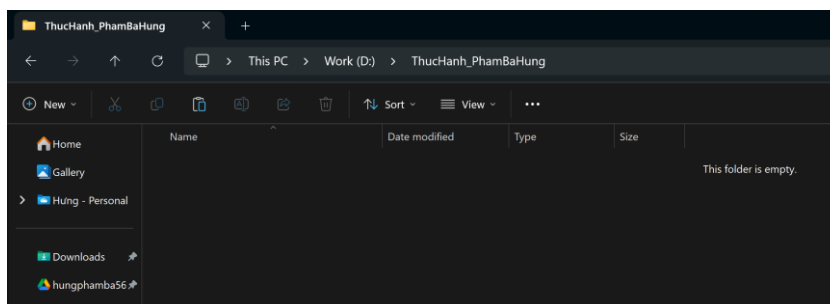 ThucHanh_PhamBaHung
This PC > Work (D:) > ThucHanh_PhamBaHung
New Sort View
Name Date modified Type Size
This folder is empty.
Home
Gallery
Hưng - Personal
Downloads
hungphamba56